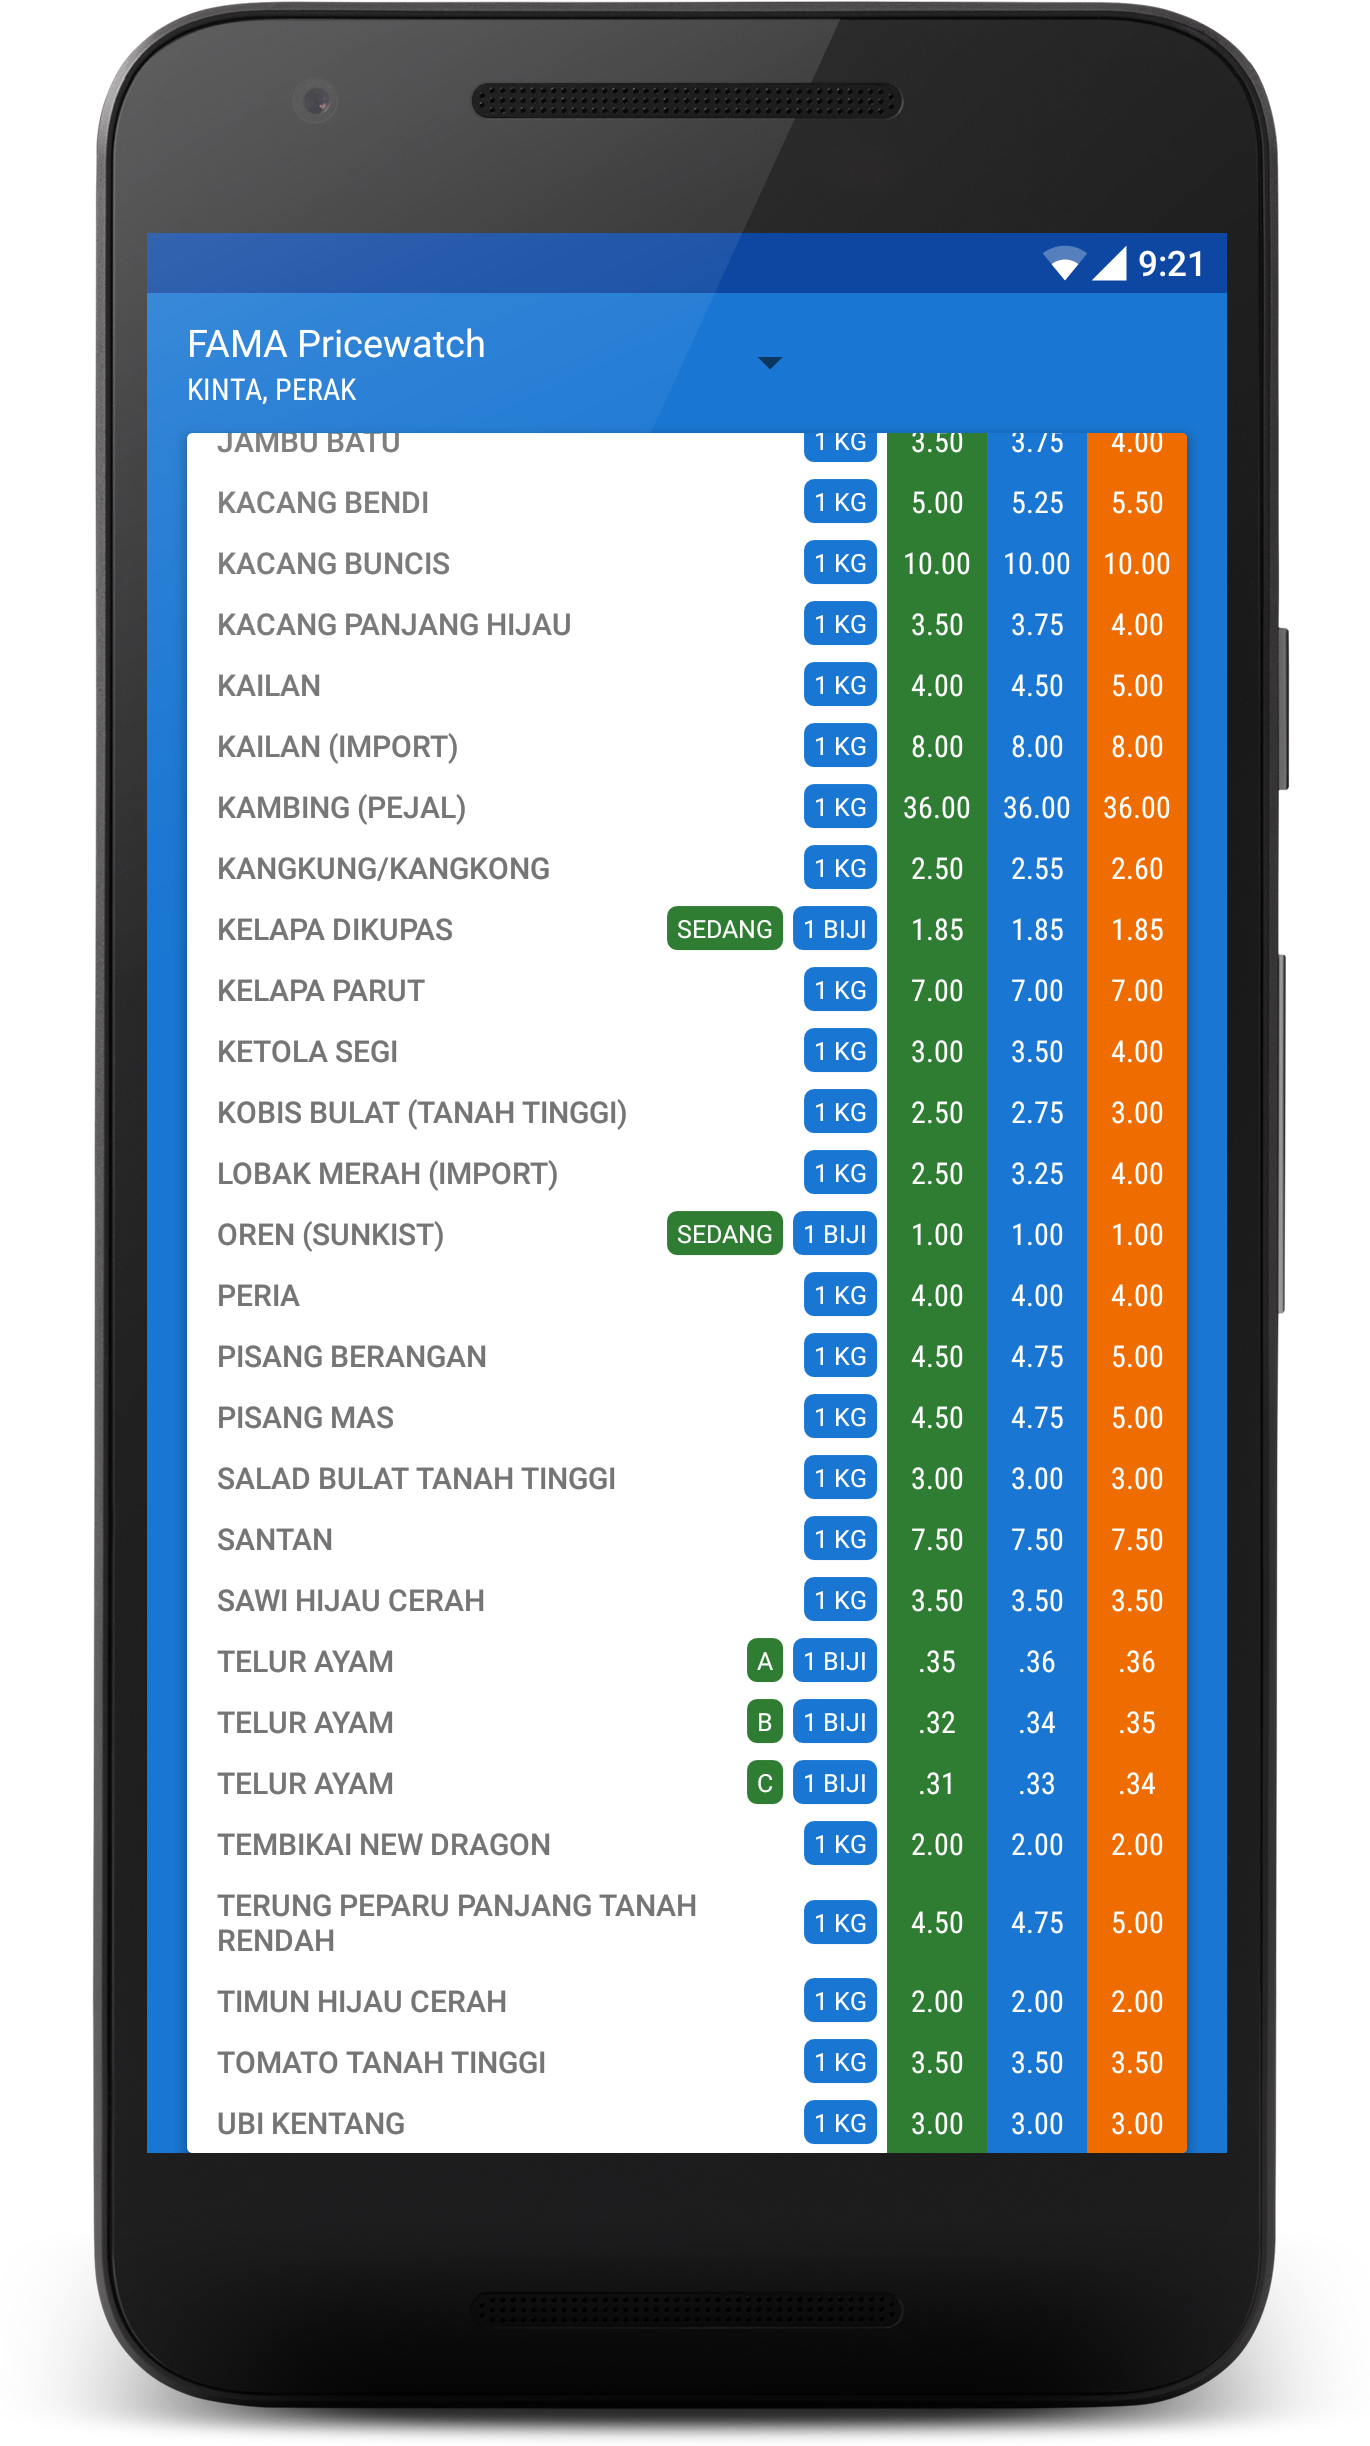 9:21
FAMA Pricewatch
KINTA, PERAK
JAMBU BATU 1 KG 3.50 3.75 4.00
KACANG BENDI 1 KG 5.00 5.25 5.50
KACANG BUNCIS 1 KG 10.00 10.00 10.00
KACANG PANJANG HIJAU 1 KG 3.50 3.75 4.00
KAILAN 1 KG 4.00 4.50 5.00
KAILAN (IMPORT) 1 KG 8.00 8.00 8.00
KAMBING (PEJAL) 1 KG 36.00 36.00 36.00
KANGKUNG/KANGKONG 1 KG 2.50 2.55 2.60
KELAPA DIKUPAS SEDANG 1 BIJI 1.85 1.85 1.85
KELAPA PARUT 1 KG 7.00 7.00 7.00
KETOLA SEGI 1 KG 3.00 3.50 4.00
KOBIS BULAT (TANAH TINGGI) 1 KG 2.50 2.75 3.00
LOBAK MERAH (IMPORT) 1 KG 2.50 3.25 4.00
OREN (SUNKIST) SEDANG 1 BIJI 1.00 1.00 1.00
PERIA 1 KG 4.00 4.00 4.00
PISANG BERANGAN 1 KG 4.50 4.75 5.00
PISANG MAS 1 KG 4.50 4.75 5.00
SALAD BULAT TANAH TINGGI 1 KG 3.00 3.00 3.00
SANTAN 1 KG 7.50 7.50 7.50
SAWI HIJAU CERAH 1 KG 3.50 3.50 3.50
TELUR AYAM A 1 BIJI .35 .36 .36
TELUR AYAM B 1 BIJI .32 .34 .35
TELUR AYAM C 1 BIJI .31 .33 .34
TEMBIKAI NEW DRAGON 1 KG 2.00 2.00 2.00
TERUNG PEPARU PANJANG TANAH
RENDAH 1 KG 4.50 4.75 5.00
TIMUN HIJAU CERAH 1 KG 2.00 2.00 2.00
TOMATO TANAH TINGGI 1 KG 3.50 3.50 3.50
UBI KENTANG 1 KG 3.00 3.00 3.00